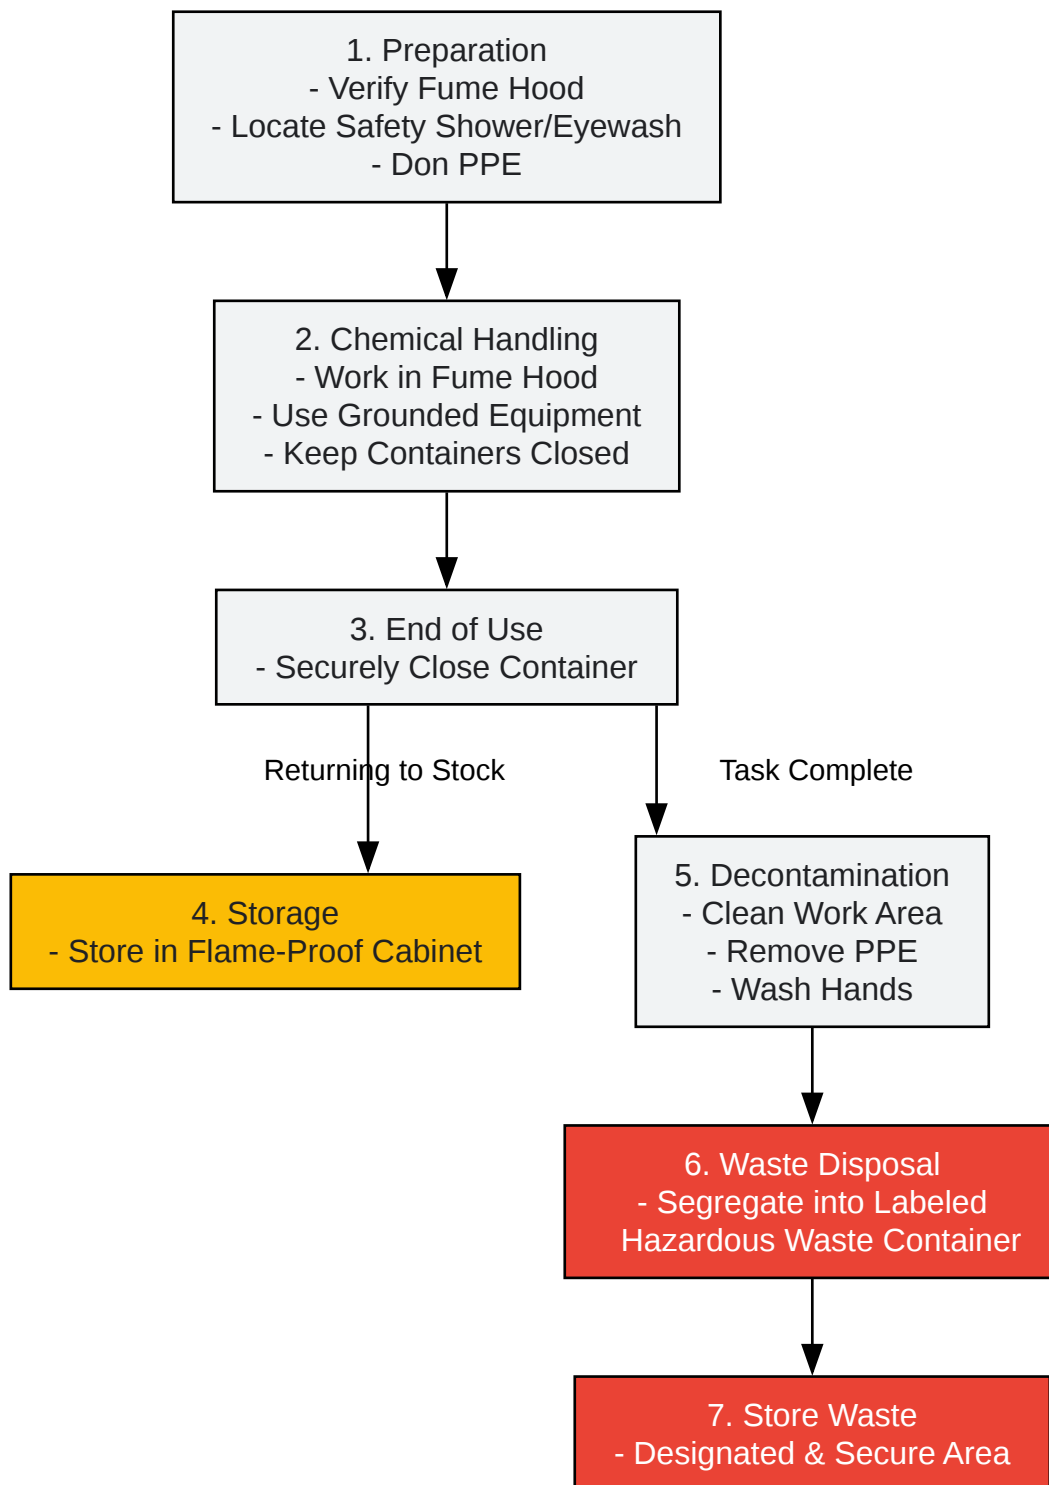 1. Preparation
- Verify Fume Hood
- Locate Safety Shower/Eyewash
- Don PPE
2. Chemical Handling
- Work in Fume Hood
- Use Grounded Equipment
- Keep Containers Closed
3. End of Use
- Securely Close Container
Returning to Stock
Task Complete
4. Storage
- Store in Flame-Proof Cabinet
5. Decontamination
- Clean Work Area
- Remove PPE
- Wash Hands
6. Waste Disposal
- Segregate into Labeled
Hazardous Waste Container
7. Store Waste
- Designated & Secure Area